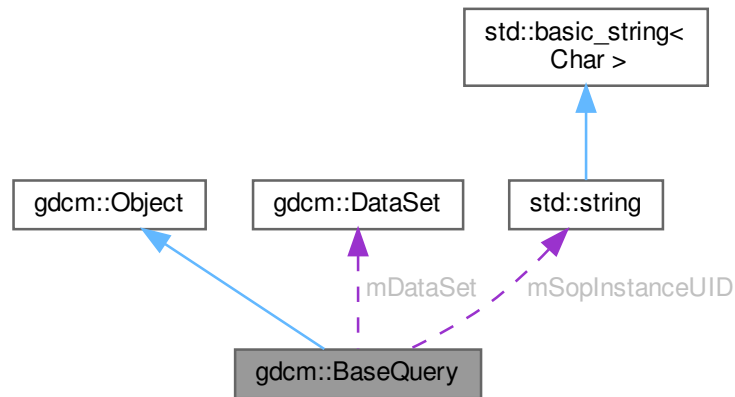 std::basic_string<
Char >
gdcm::Object
gdcm::DataSet
std::string
mDataSet
mSopInstanceUID
gdcm::BaseQuery